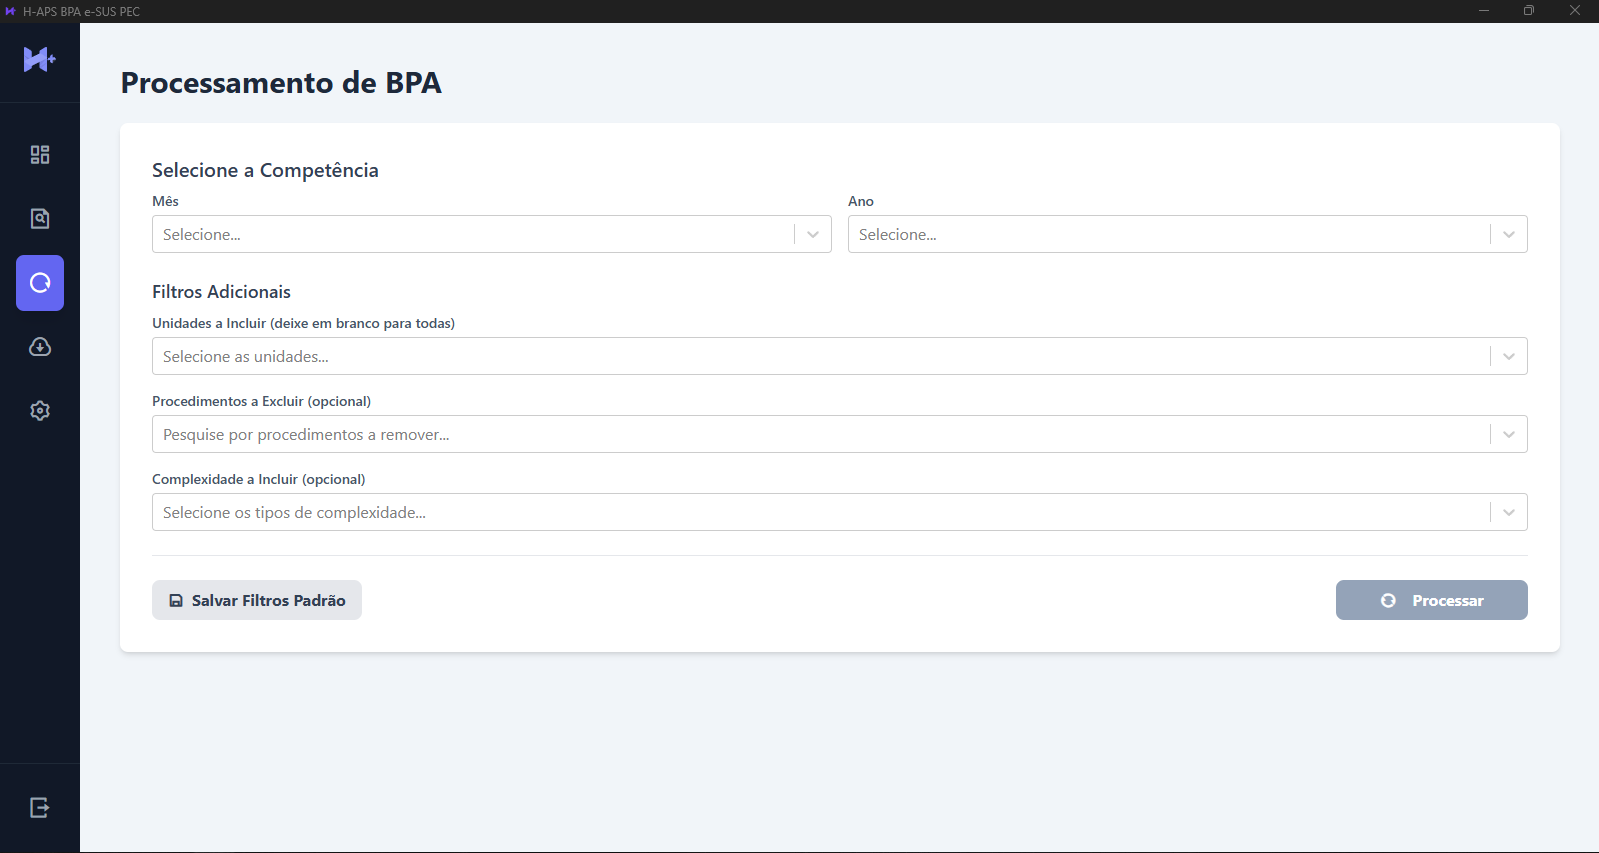 H-APS BPA e-SUS PEC
Processamento de BPA
Selecione a Competência
Mês
Ano
Selecione...
Selecione...
Filtros Adicionais
Unidades a Incluir (deixe em branco para todas)
Selecione as unidades...
Procedimentos a Excluir (opcional)
Pesquise por procedimentos a remover...
Complexidade a Incluir (opcional)
Selecione os tipos de complexidade...
Salvar Filtros Padrão
Processar